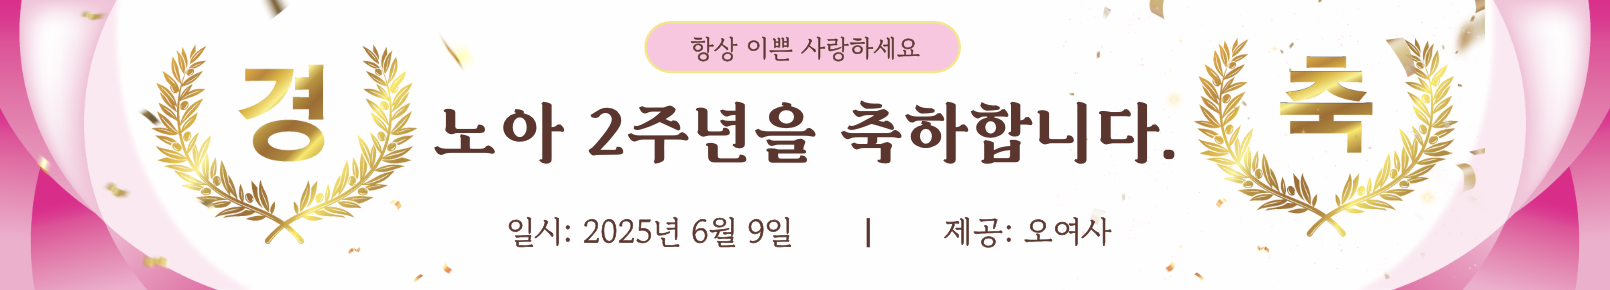 항상 이쁜 사랑하세요
경 축
노아 2주년을 축하합니다.
일시: 2025년 6월 9일 | 제공: 오여사